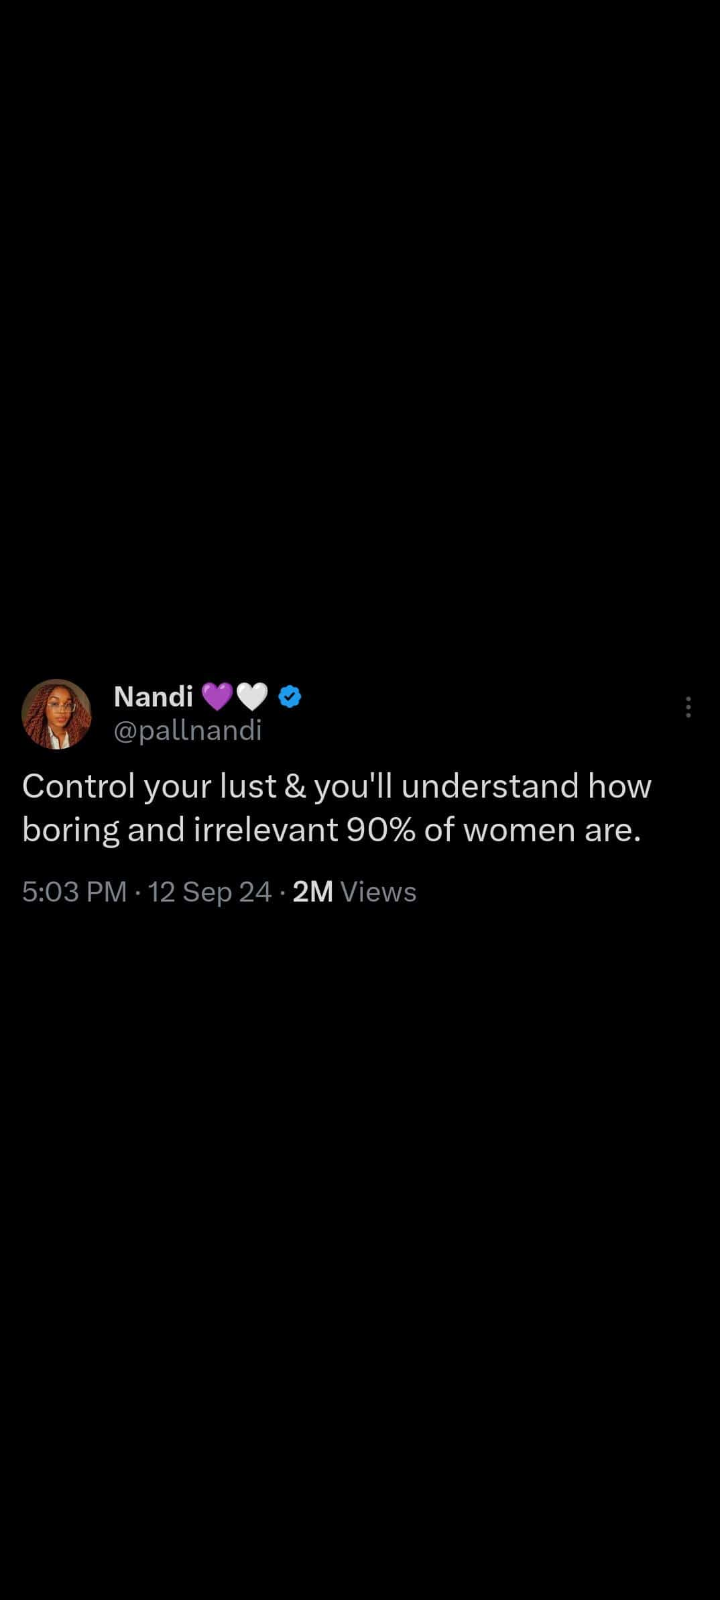 Nandi 💜🤍
@pallnandi
Control your lust & you'll understand how
boring and irrelevant 90% of women are.
5:03 PM · 12 Sep 24 · 2M Views